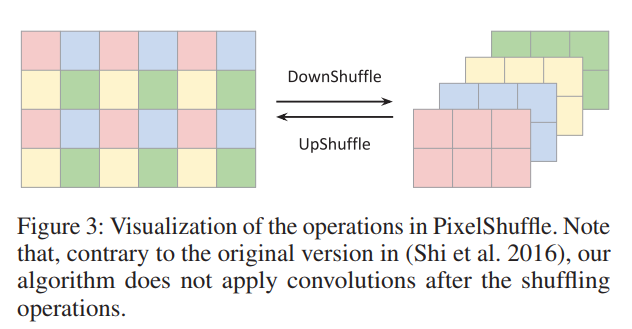 DownShuffle
UpShuffle
Figure 3: Visualization of the operations in PixelShuffle. Note
that, contrary to the original version in (Shi et al. 2016), our
algorithm does not apply convolutions after the shuffling
operations.